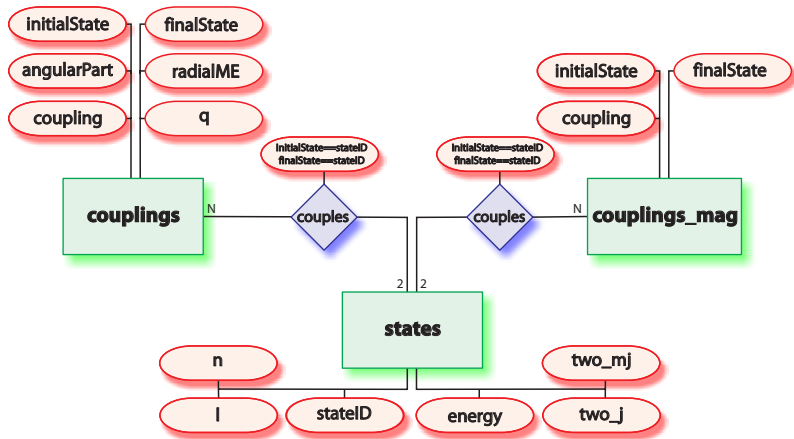 initialState
finalState
angularPart
radialME
coupling
q
initialState
finalState
coupling
InitialState==stateID
finalState==stateID
InitialState==stateID
finalState==stateID
couplings
N
couples
couples
N
couplings_mag
2
2
states
n
two_mj
l
stateID
energy
two_j